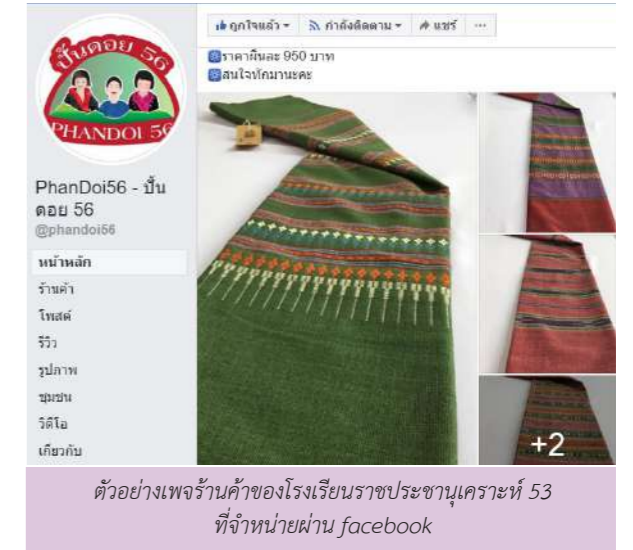 ปั้นดอย 56
PHANDOI 56
PhanDoi56 - ปั้น
ดอย 56
@phandoi56
หน้าหลัก
ร้านค้า
โพสต์
รีวิว
รูปภาพ
ชุมชน
วิดีโอ
เกี่ยวกับ
ถูกใจแล้ว
กำลังติดตาม
แชร์
ราคาผืนละ 950 บาท
สนใจทักมานะคะ
+2
ตัวอย่างเพจร้านค้าของโรงเรียนราชประชานุเคราะห์ 53
ที่จำหน่ายผ่าน facebook